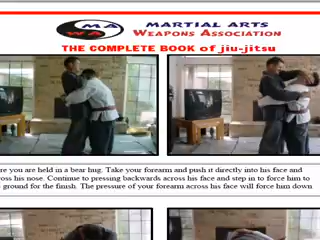 MAWA
MARTIAL ARTS
WEAPONS ASSOCIATION
THE COMPLETE BOOK of jiu-jitsu
re you are held in a bear hug. Take your forearm and push it directly into his face and
ross his nose. Continue to pressing backwards across his face and step in to force him to
ground for the finish. The pressure of your forearm across his face will force him down